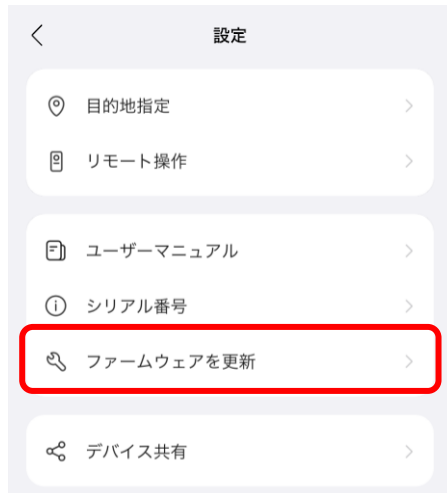 設定
目的地指定
リモート操作
ユーザーマニュアル
シリアル番号
ファームウェアを更新
デバイス共有